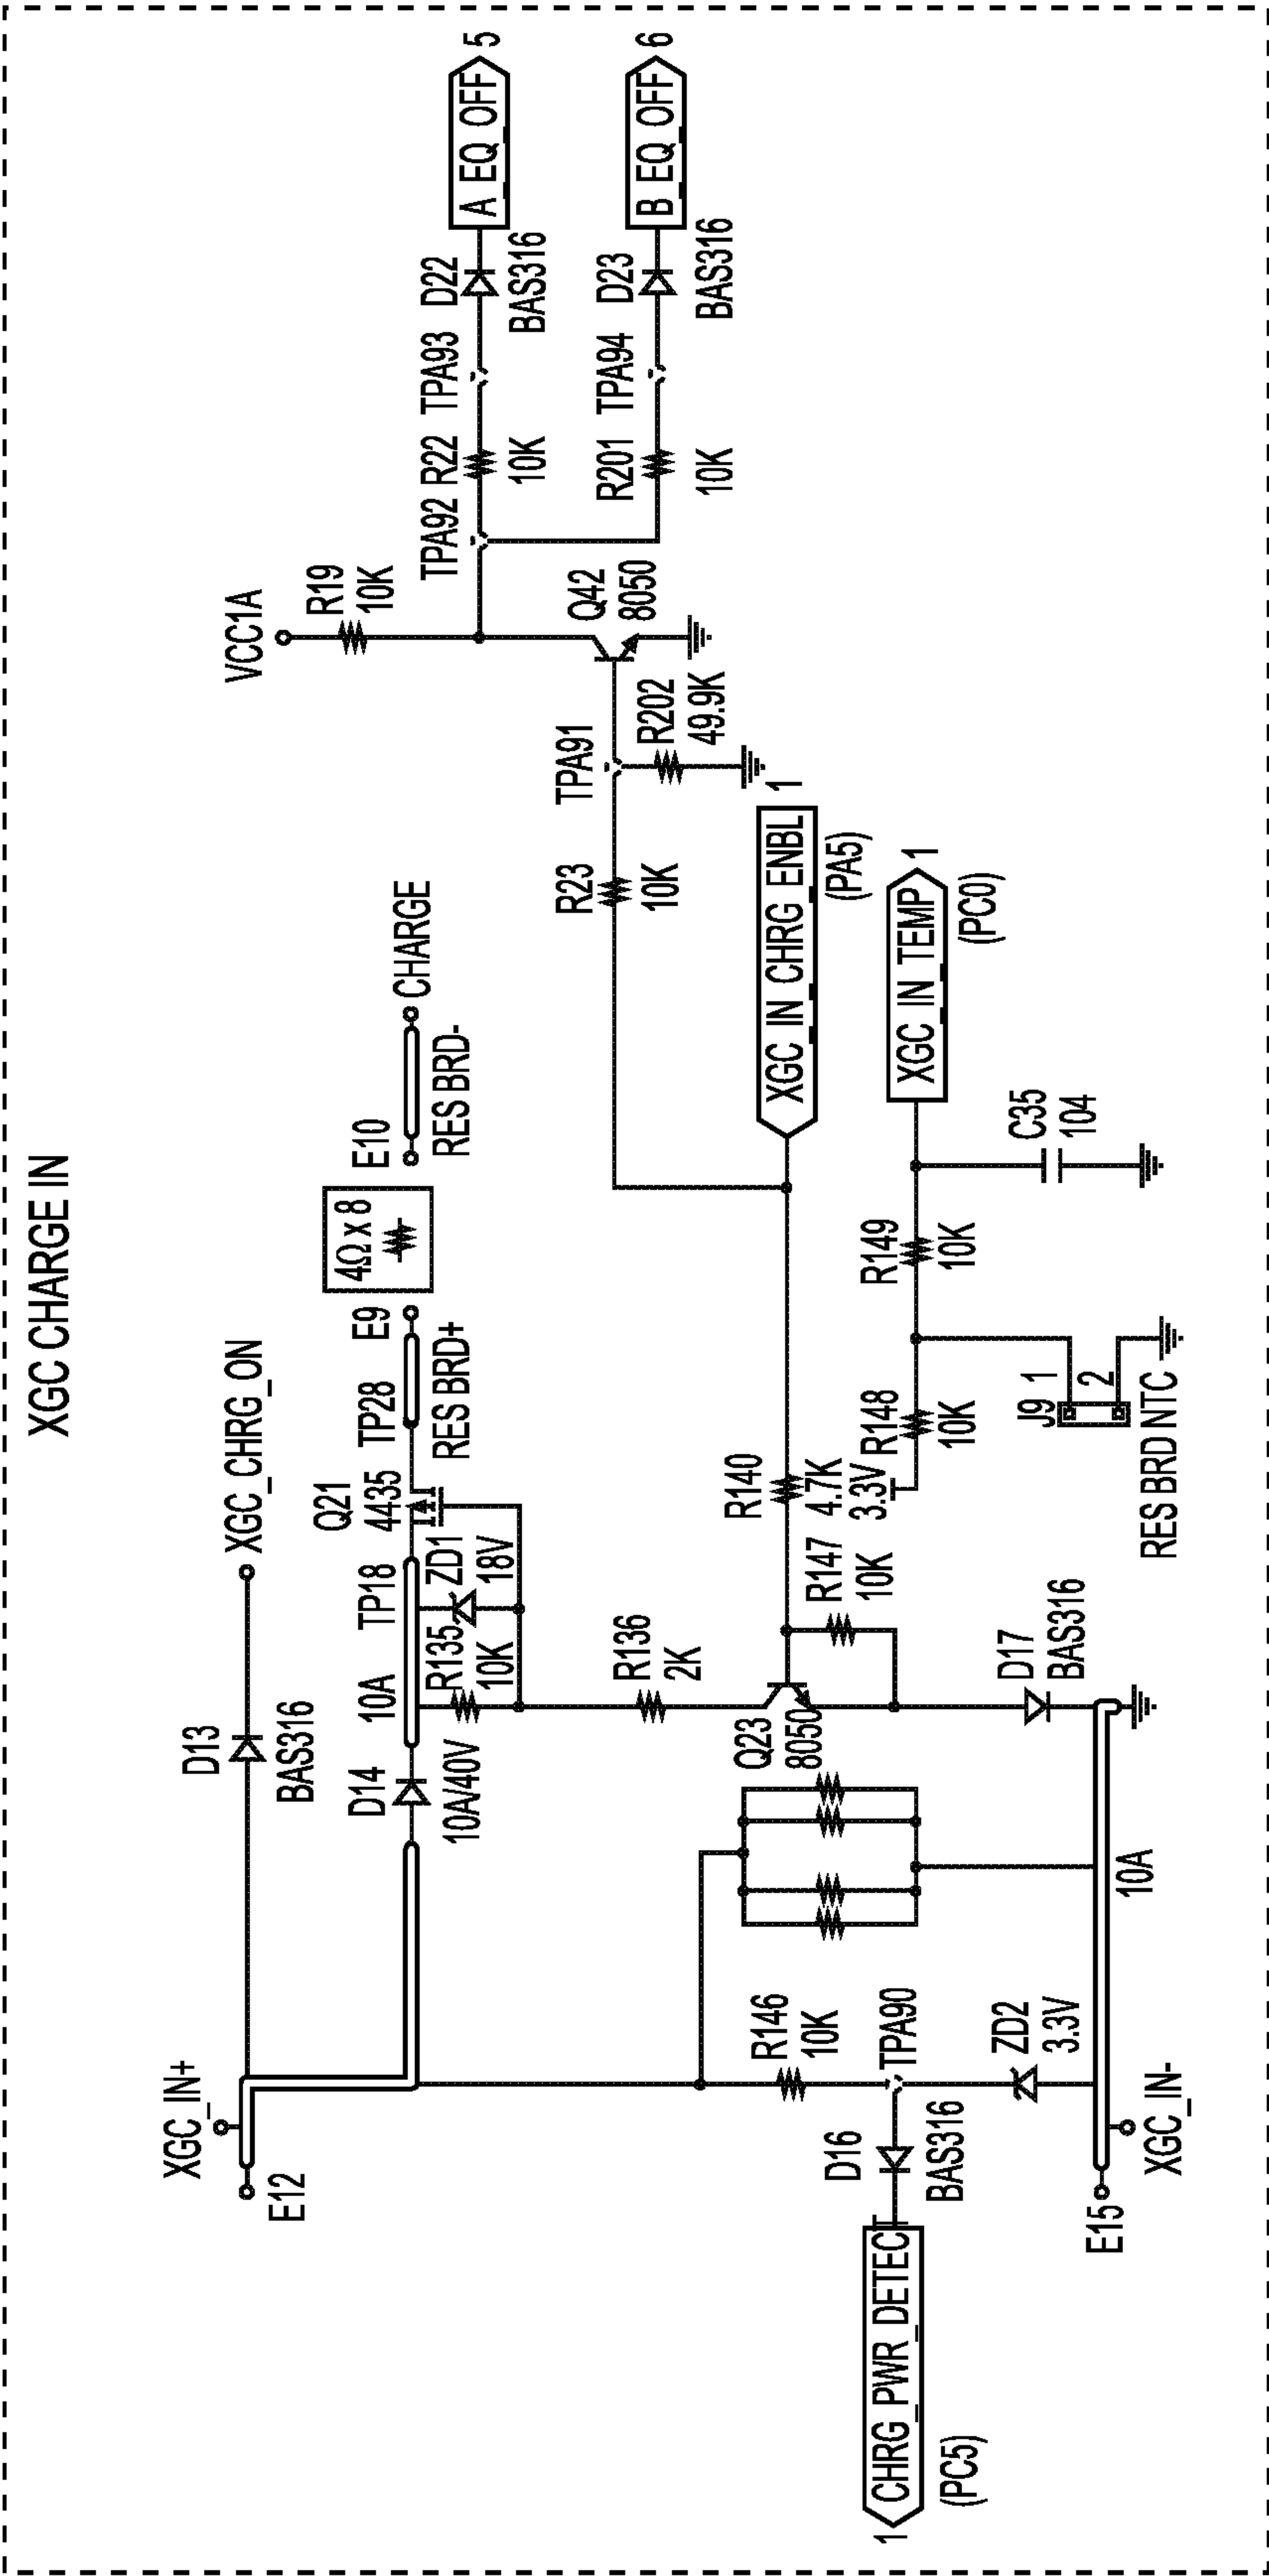 XGC CHARGE IN
XGC_IN+
E12
D13
BAS316
XGC_CHRG_ON
D14
10A/40V
10A
TP18
R135
10K
ZD1
18V
Q21
4435
TP28
RES BRD+
E9
4Ω x 8
E10
RES BRD-
CHARGE
VCC1A
R19
10K
TPA92
R22
10K
TPA93
D22
BAS316
A_EQ_OFF
5
R201
10K
TPA94
D23
BAS316
B_EQ_OFF
6
Q42
8050
TPA91
R202
49.9K
R23
10K
R136
2K
Q23
8050
R140
4.7K
R147
10K
XGC_IN_CHRG_ENBL
1
(PA5)
3.3V
R148
10K
R149
10K
XGC_IN_TEMP
1
(PC0)
C35
104
J9
1
2
RES BRD NTC
D17
BAS316
R146
10K
TPA90
D16
BAS316
ZD2
3.3V
1
CHRG_PWR_DETECT
(PC5)
10A
E15
XGC_IN-